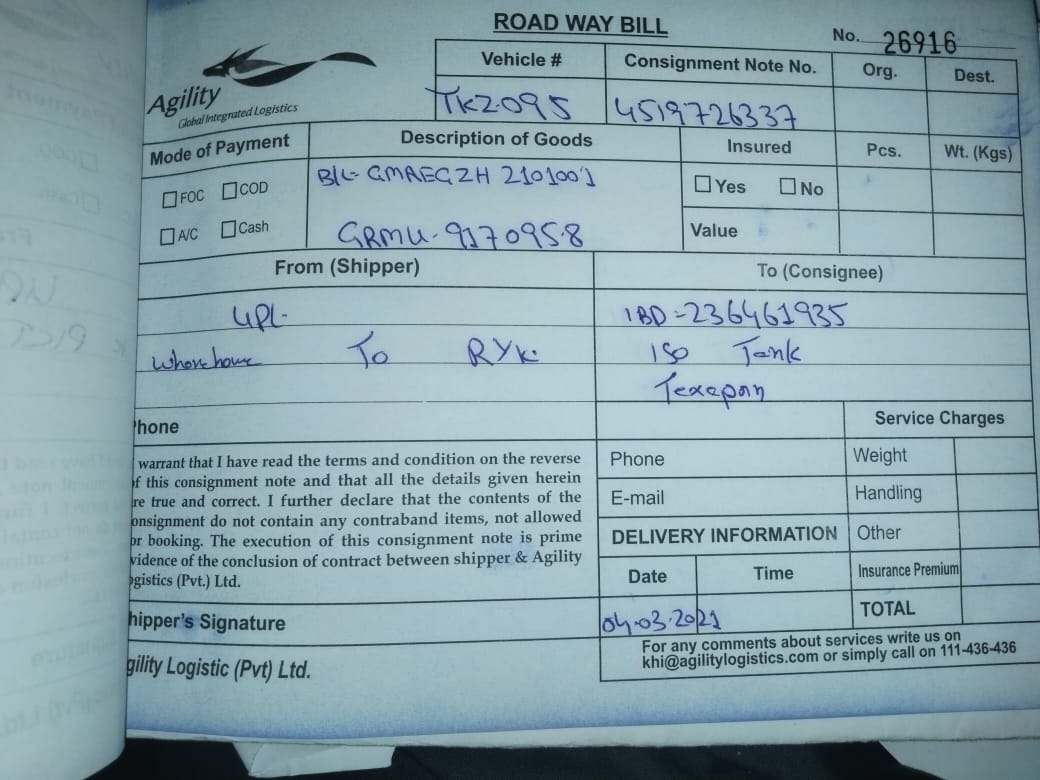 ROAD WAY BILL
No. 26916
Agility
Global Integrated Logistics
Vehicle #
Consignment Note No.
Org.
Dest.
TKZ-095
4519726337
Mode of Payment
Description of Goods
Insured
Pcs.
Wt. (Kgs)
FOC
COD
B/L- GMAEGZH 2101001
Yes
No
A/C
Cash
GRMU-917095-8
Value
From (Shipper)
To (Consignee)
UPL-
IBD-236461935
To RYK.
ISO Tank
Texapon
hone
Service Charges
warrant that I have read the terms and condition on the reverse
f this consignment note and that all the details given herein
re true and correct. I further declare that the contents of the
onsignment do not contain any contraband items, not allowed
or booking. The execution of this consignment note is prime
vidence of the conclusion of contract between shipper & Agility
gistics (Pvt.) Ltd.
Phone
Weight
E-mail
Handling
DELIVERY INFORMATION
Other
Date
Time
Insurance Premium
hipper's Signature
04.03.2021
TOTAL
gility Logistic (Pvt) Ltd.
For any comments about services write us on
khi@agilitylogistics.com or simply call on 111-436-436